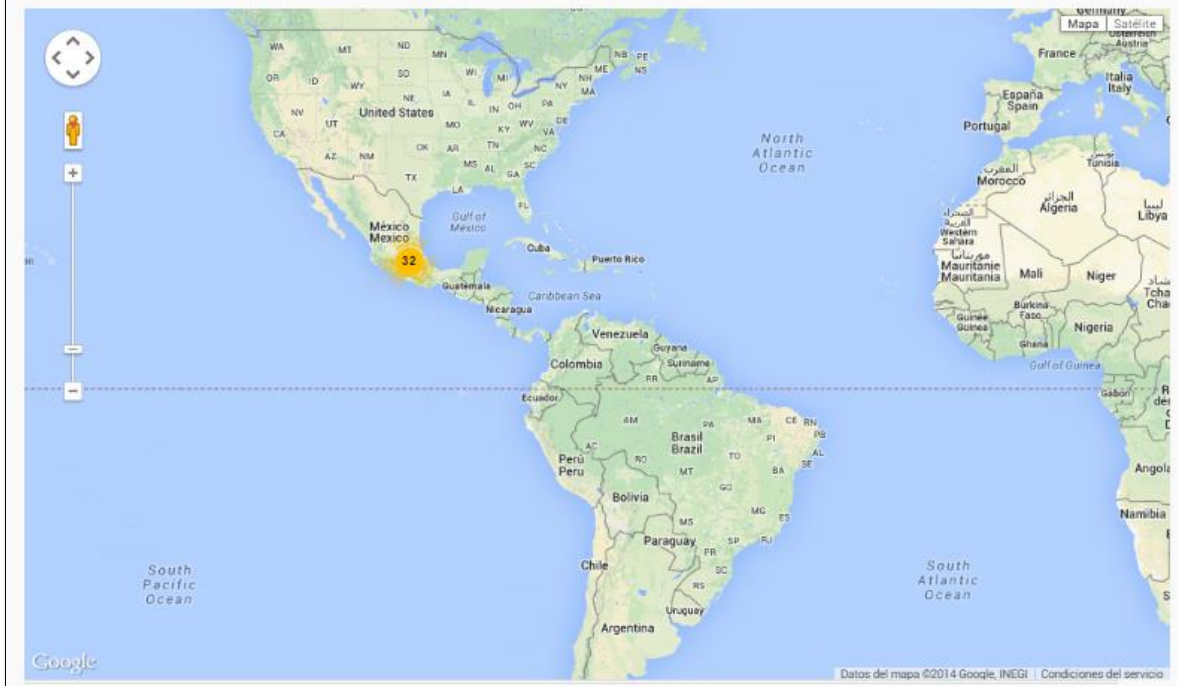 Germany
Mapa
Satélite
Österreich
Austria
France
Italia
Italy
España
Spain
Portugal
تونس
Tunisia
المغرب
Morocco
الجزائر
Algeria
ليبيا
Libya
الصحراء
الغربية
Western
Sahara
موريتانيا
Mauritanie
Mauritania
Mali
Niger
تشاد
Tcha
Cha
Burkina
Faso
Guinée
Guinea
Ghana
Nigeria
Gulf of Guinea
Gabon
Angola
Namibia
WA
MT
ND
MN
OR
ID
WY
SD
WI
MI
NB
PE
ME
NS
NH
NY
MA
NV
UT
NE
IA
IL
IN
OH
PA
United States
CA
MO
KY
WV
VA
DE
AZ
NM
OK
AR
TN
NC
MS
AL
GA
SC
TX
LA
FL
North
Atlantic
Ocean
México
Mexico
Gulf of
Mexico
32
Cuba
Puerto Rico
HI
Guatemala
Nicaragua
Caribbean Sea
Venezuela
Guyana
Suriname
Colombia
RR
AP
Ecuador
AM
PA
MA
CE
RN
PB
AC
Brasil
Brazil
PI
AL
SE
Perú
Peru
RO
MT
TO
BA
GO
Bolivia
MG
ES
MS
Paraguay
SP
RJ
PR
Chile
SC
RS
Uruguay
Argentina
South
Pacific
Ocean
South
Atlantic
Ocean
Google
Datos del mapa ©2014 Google, INEGI
Condiciones del servicio